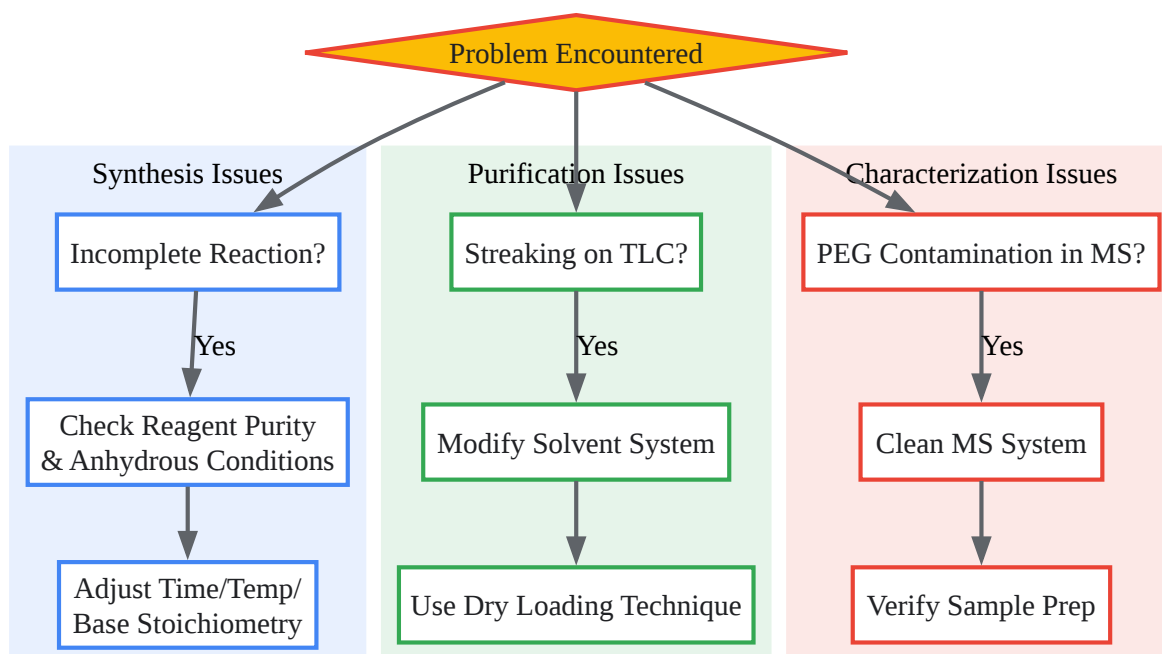 Problem Encountered
Synthesis Issues
Incomplete Reaction?
Yes
Check Reagent Purity
& Anhydrous Conditions
Adjust Time/Temp/
Base Stoichiometry
Purification Issues
Streaking on TLC?
Yes
Modify Solvent System
Use Dry Loading Technique
Characterization Issues
PEG Contamination in MS?
Yes
Clean MS System
Verify Sample Prep